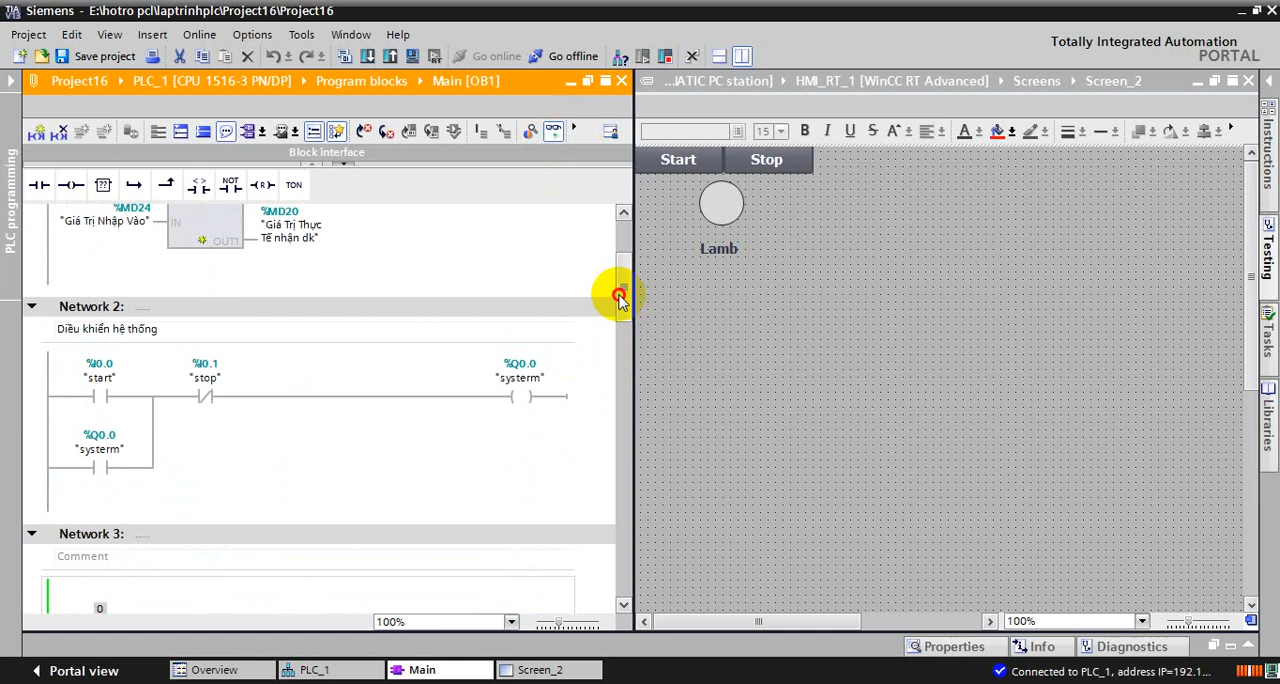 Siemens - E:\hotro pcl\laptrinhplc\Project16\Project16
Project Edit View Insert Online Options Tools Window Help
Totally Integrated Automation
PORTAL
Save project
Go online
Go offline
Project16 ▸ PLC_1 [CPU 1516-3 PN/DP] ▸ Program blocks ▸ Main [OB1]
...ATIC PC station] ▸ HMI_RT_1 [WinCC RT Advanced] ▸ Screens ▸ Screen_2
15
B I U S A
Block interface
TON
PLC programming
Start
Stop
Lamb
%MD24
"Giá Trị Nhập Vào"
IN
OUT1
%MD20
"Giá Trị Thực
Tế nhận dk"
Network 2: .....
Diều khiển hệ thống
%I0.0
"start"
%I0.1
"stop"
%Q0.0
"systerm"
%Q0.0
"systerm"
Network 3: .....
Comment
0
100%
100%
Instructions
Testing
Tasks
Libraries
Properties
Info
Diagnostics
Portal view
Overview
PLC_1
Main
Screen_2
Connected to PLC_1, address IP=192.1...